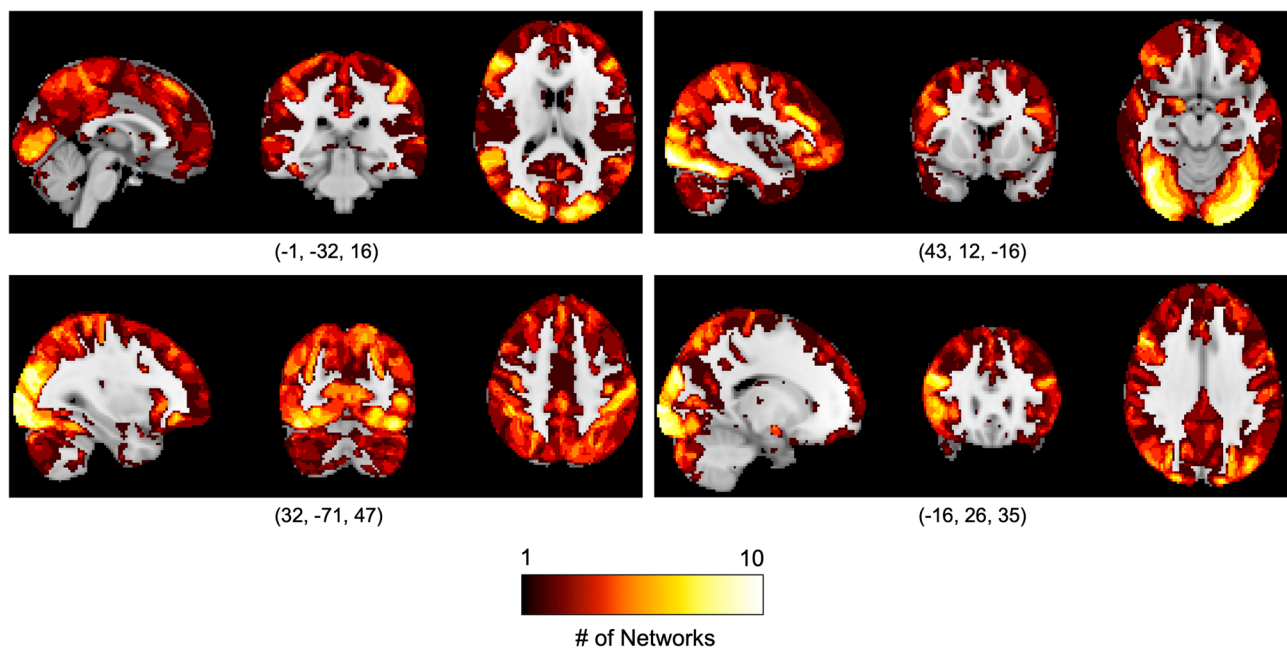 (-1, -32, 16)
(43, 12, -16)
(32, -71, 47)
(-16, 26, 35)
1 10
# of Networks